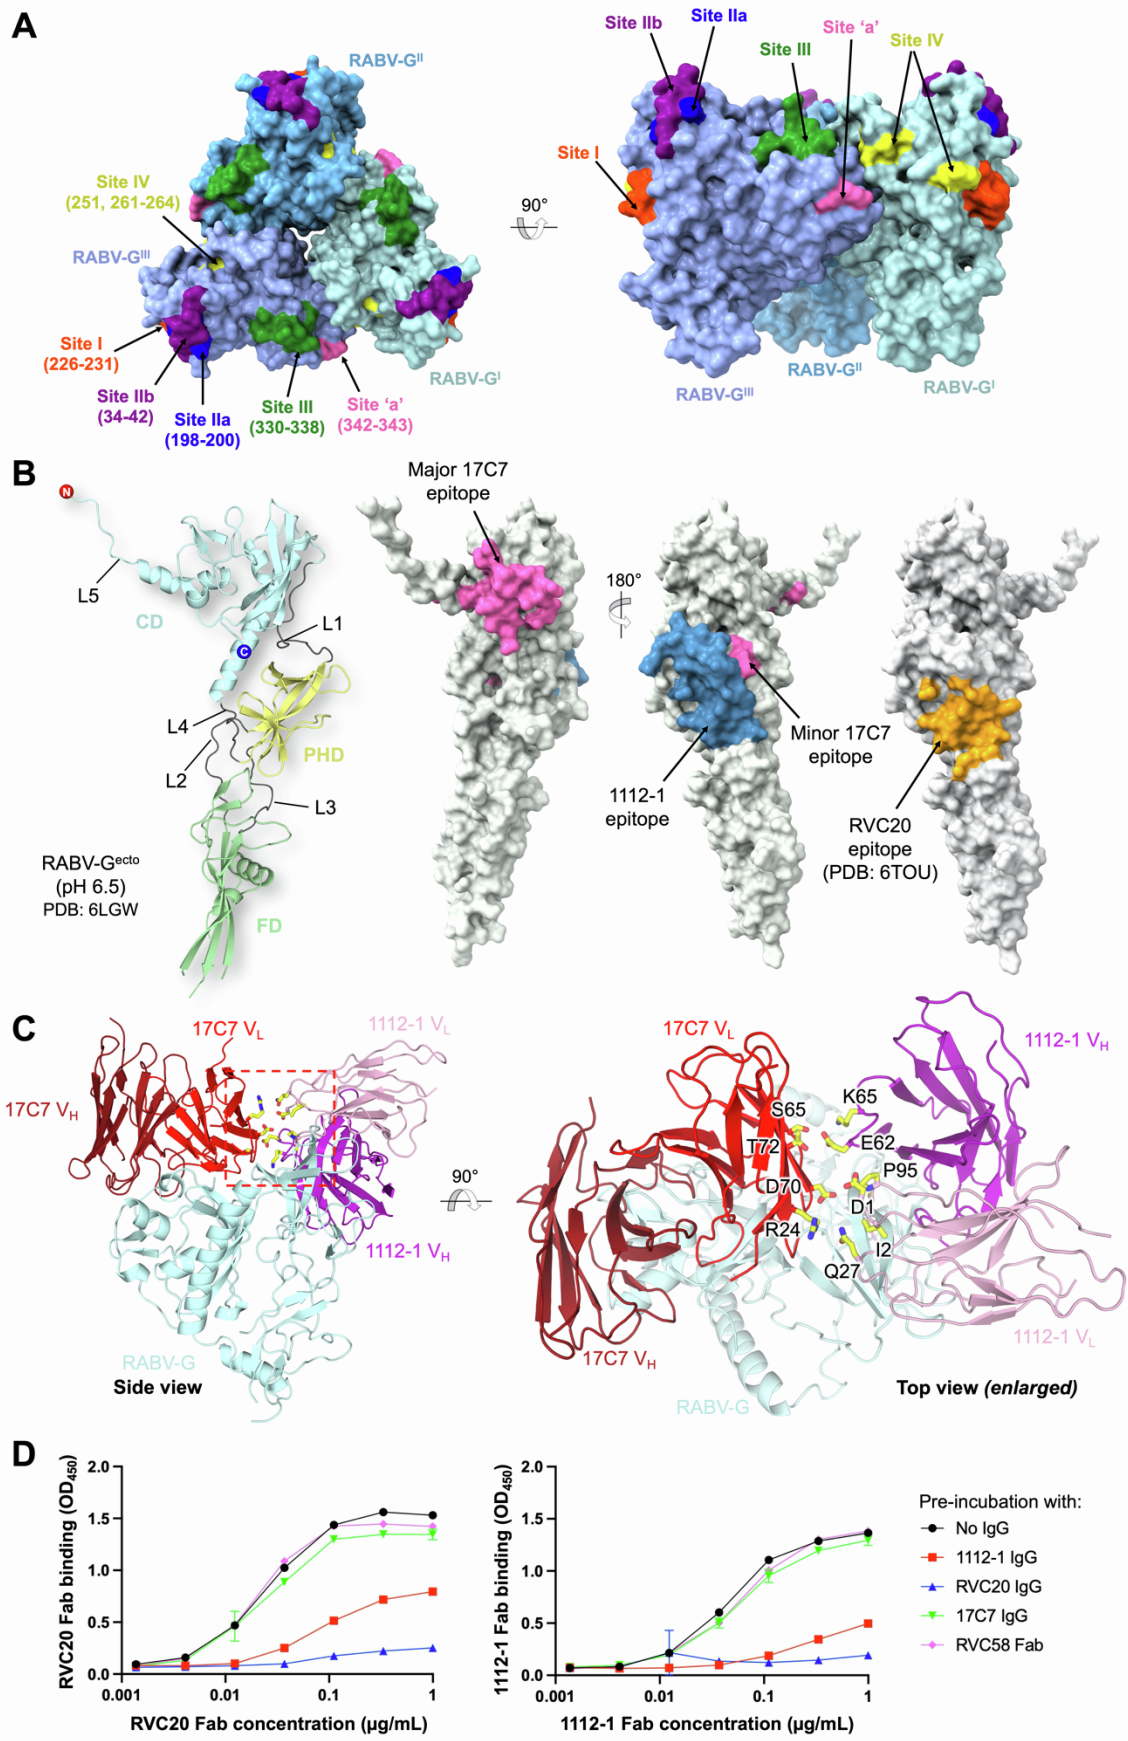 A
RABV-Gᴵᴵ
Site IV
(251, 261-264)
RABV-Gᴵᴵᴵ
Site I
(226-231)
Site IIb
(34-42)
Site IIa
(198-200)
Site III
(330-338)
Site ‘a’
(342-343)
RABV-Gᴵ
90°
Site IIb
Site IIa
Site III
Site ‘a’
Site IV
Site I
RABV-Gᴵᴵᴵ
RABV-Gᴵᴵ
RABV-Gᴵ
B
N
L5
CD
C
L1
L4
L2
PHD
L3
RABV-Gᵉᶜᵗᵒ
(pH 6.5)
PDB: 6LGW
FD
Major 17C7
epitope
180°
1112-1
epitope
Minor 17C7
epitope
RVC20
epitope
(PDB: 6TOU)
C
17C7 V_L
1112-1 V_L
17C7 V_H
1112-1 V_H
RABV-G
Side view
90°
17C7 V_L
1112-1 V_H
S65
K65
T72
E62
D70
P95
D1
R24
I2
Q27
17C7 V_H
1112-1 V_L
RABV-G
Top view (enlarged)
D
RVC20 Fab binding (OD₄₅₀)
2.0
1.5
1.0
0.5
0.0
0.001
0.01
0.1
1
RVC20 Fab concentration (μg/mL)
1112-1 Fab binding (OD₄₅₀)
2.0
1.5
1.0
0.5
0.0
0.001
0.01
0.1
1
1112-1 Fab concentration (μg/mL)
Pre-incubation with:
No IgG
1112-1 IgG
RVC20 IgG
17C7 IgG
RVC58 Fab